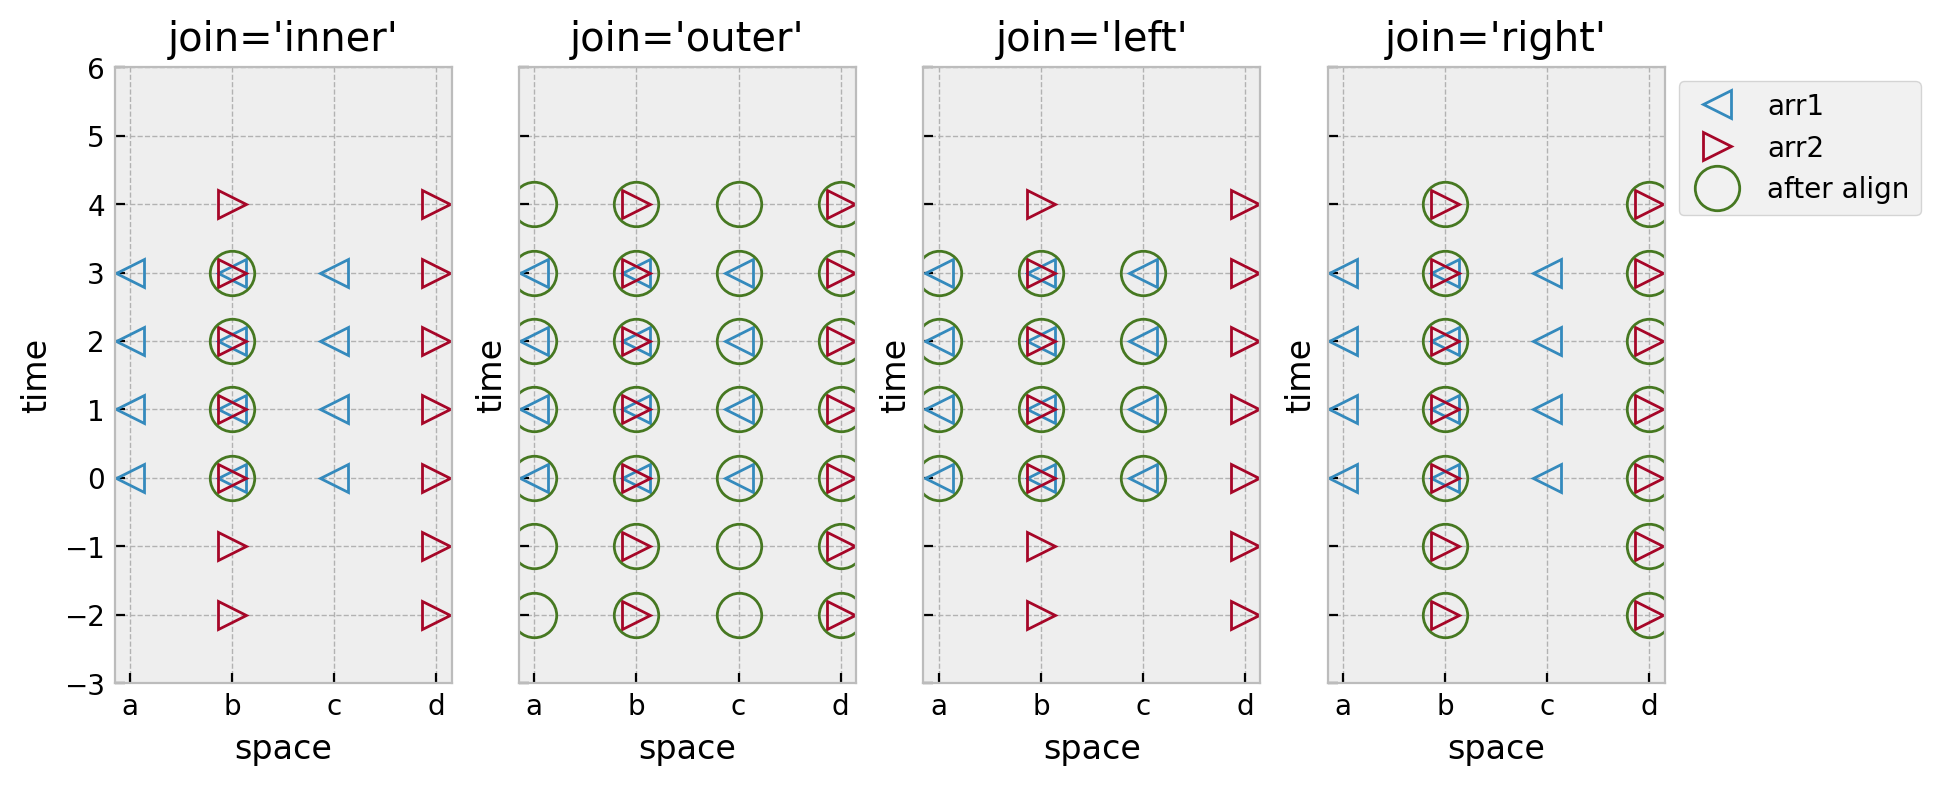 join='inner'
join='outer'
join='left'
join='right'
6
5
4
3
2
1
0
−1
−2
−3
time
time
time
time
a b c d
a b c d
a b c d
a b c d
space
space
space
space
arr1
arr2
after align